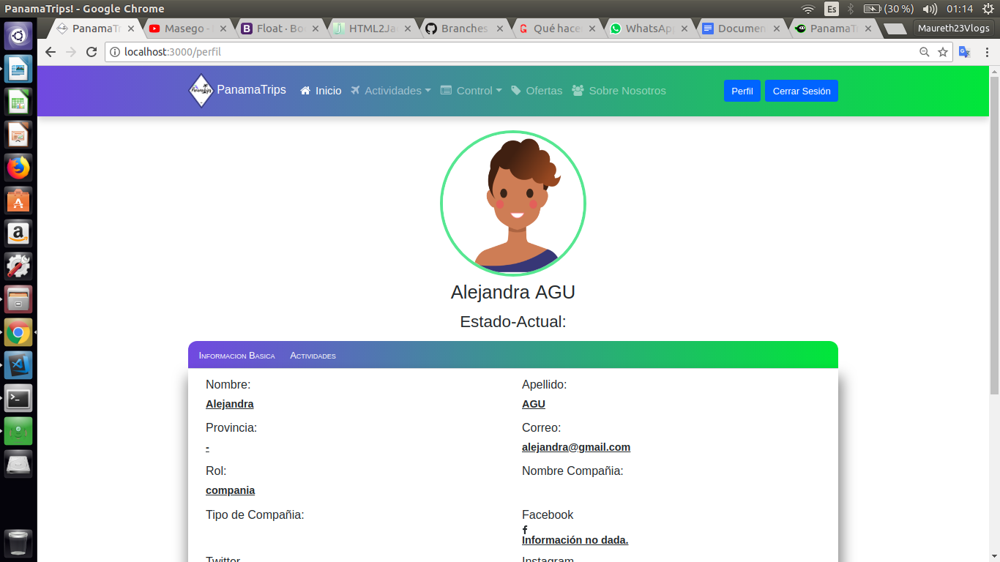 PanamaTrips! - Google Chrome
Es
(30 %)
01:14
PanamaTr
Masego -
Float · Bo
HTML2Ja
Branches
Qué hace
WhatsAp
Documen
PanamaT
Maureth23Vlogs
localhost:3000/perfil
PanamaTrips
Inicio
Actividades
Control
Ofertas
Sobre Nosotros
Perfil
Cerrar Sesión
Alejandra AGU
Estado-Actual:
Informacion Basica
Actividades
Nombre:
Apellido:
Alejandra
AGU
Provincia:
Correo:
-
alejandra@gmail.com
Rol:
Nombre Compañia:
compania
Tipo de Compañia:
Facebook
Información no dada.
Twitter
Instagram